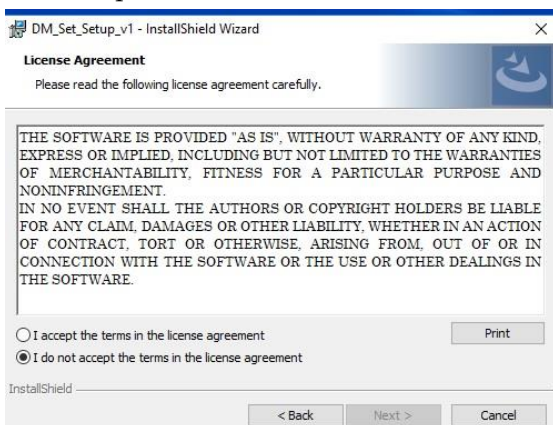 DM_Set_Setup_v1 - InstallShield Wizard
License Agreement
Please read the following license agreement carefully.
THE SOFTWARE IS PROVIDED "AS IS", WITHOUT WARRANTY OF ANY KIND,
EXPRESS OR IMPLIED, INCLUDING BUT NOT LIMITED TO THE WARRANTIES
OF MERCHANTABILITY, FITNESS FOR A PARTICULAR PURPOSE AND
NONINFRINGEMENT.
IN NO EVENT SHALL THE AUTHORS OR COPYRIGHT HOLDERS BE LIABLE
FOR ANY CLAIM, DAMAGES OR OTHER LIABILITY, WHETHER IN AN ACTION
OF CONTRACT, TORT OR OTHERWISE, ARISING FROM, OUT OF OR IN
CONNECTION WITH THE SOFTWARE OR THE USE OR OTHER DEALINGS IN
THE SOFTWARE.
I accept the terms in the license agreement
Print
I do not accept the terms in the license agreement
InstallShield
< Back
Next >
Cancel